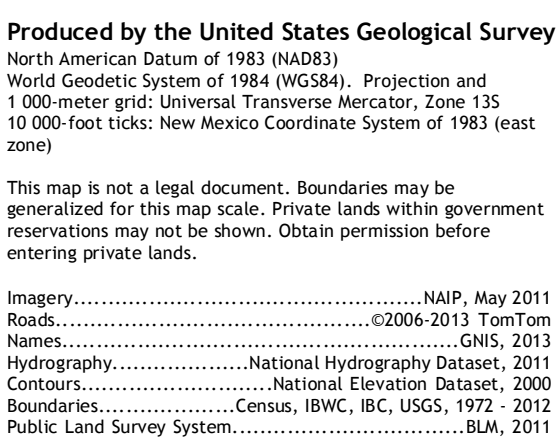 Produced by the United States Geological Survey
North American Datum of 1983 (NAD83)
World Geodetic System of 1984 (WGS84).  Projection and
1 000-meter grid: Universal Transverse Mercator, Zone 13S
10 000-foot ticks: New Mexico Coordinate System of 1983 (east
zone)
This map is not a legal document. Boundaries may be
generalized for this map scale. Private lands within government
reservations may not be shown. Obtain permission before
entering private lands.
Imagery....................................................NAIP, May 2011
Roads...............................................©2006-2013 TomTom
Names...........................................................GNIS, 2013
Hydrography....................National Hydrography Dataset, 2011
Contours............................National Elevation Dataset, 2000
Boundaries....................Census, IBWC, IBC, USGS, 1972 - 2012
Public Land Survey System..................................BLM, 2011